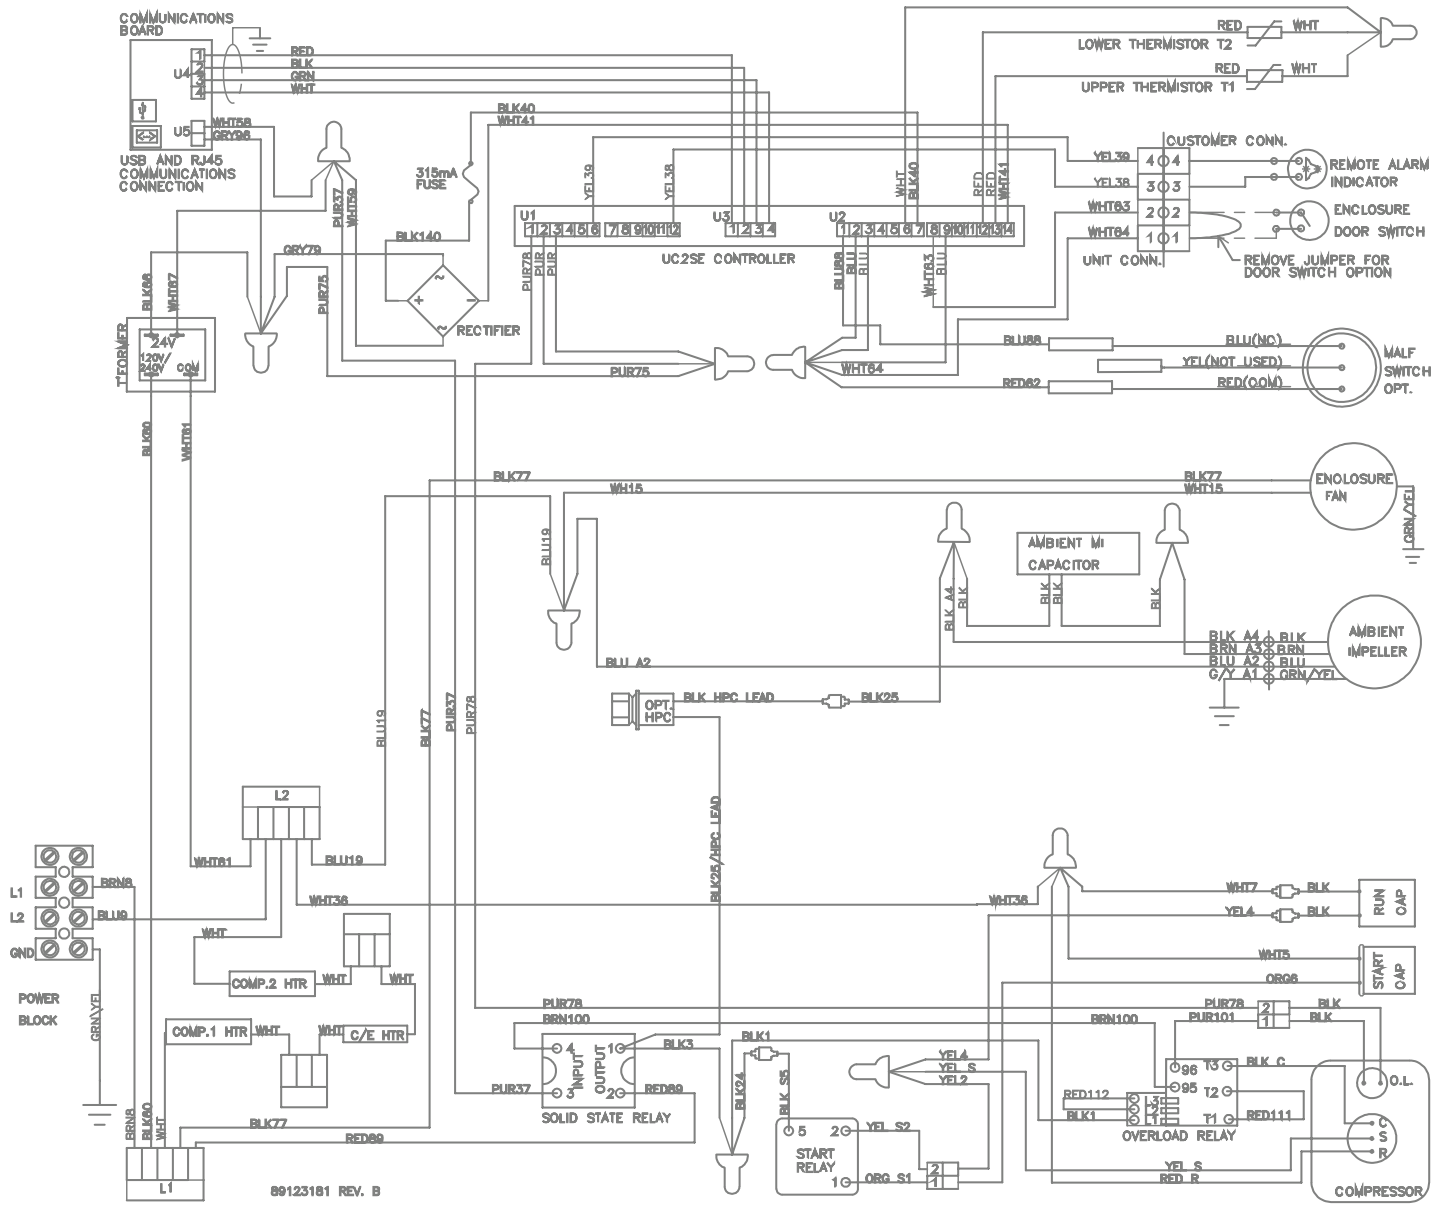 COMMUNICATIONS
BOARD
U4
1
2
3
4
RED
BLK
GRN
WHT
U5
WHT58
GRY96
USB AND RJ45
COMMUNICATIONS
CONNECTION
PUR37
WHT59
BLK40
WHT41
315mA
FUSE
BLK140
GRY79
PUR75
RECTIFIER
~
+
−
~
BLK66
WHT67
T'FORMER
24V
120V/
240V
COM
BLK60
WHT61
YEL39
YEL38
WHT
BLK40
RED
RED
WHT41
U1
1 2 3 4 5 6
7 8 9 10 11 12
U3
1 2 3 4
U2
1 2 3 4 5 6 7
8 9 10 11 12 13 14
UC2SE CONTROLLER
PUR78
PUR
PUR
BLU88
BLU
BLU
WHT63
BLU
PUR75
WHT64
RED WHT
LOWER THERMISTOR T2
RED WHT
UPPER THERMISTOR T1
CUSTOMER CONN.
YEL39 4 4
YEL38 3 3
WHT63 2 2
WHT64 1 1
UNIT CONN.
REMOTE ALARM
INDICATOR
ENCLOSURE
DOOR SWITCH
REMOVE JUMPER FOR
DOOR SWITCH OPTION
BLU88
BLU(NC)
YEL(NOT USED)
RED62
RED(COM)
MALF
SWITCH
OPT.
BLK77
BLK77
WH15
WHT15
ENCLOSURE
FAN
GRN/YEL
BLU19
AMBIENT MI
CAPACITOR
BLK A4
BLK
BLK
BLK
BLK
BLK A4 BLK
BRN A3 BRN
BLU A2 BLU
G/Y A1 GRN/YEL
AMBIENT
IMPELLER
BLU A2
OPT.
HPC
BLK HPC LEAD
BLK25
BLU19
BLK77
PUR37
PUR78
BLK25/HPC LEAD
L2
WHT61
BLU19
WHT36
WHT36
L1
BRN8
L2
BLU9
GND
POWER
BLOCK
GRN\YEL
WHT
COMP.2 HTR
WHT
WHT
COMP.1 HTR
WHT
WHT
C/E HTR
BRN8
BLK60
WHT
BLK77
RED69
L1
89123181 REV. B
PUR78
BRN100
PUR37
4
3
INPUT
OUTPUT
1
2
BLK3
RED69
SOLID STATE RELAY
BLK1
BLK24
BLK S5
YEL4
YEL S
YEL2
5
2
1
START
RELAY
YEL S2
ORG S1
2
1
WHT7
BLK
YEL4
BLK
RUN
CAP
WHT5
ORG6
START
CAP
PUR78
2
BLK
PUR101
1
BLK
BRN100
96
95
T3
T2
T1
BLK C
RED111
RED112
L3
L2
L1
BLK1
OVERLOAD RELAY
YEL S
RED R
O.L.
C
S
R
COMPRESSOR